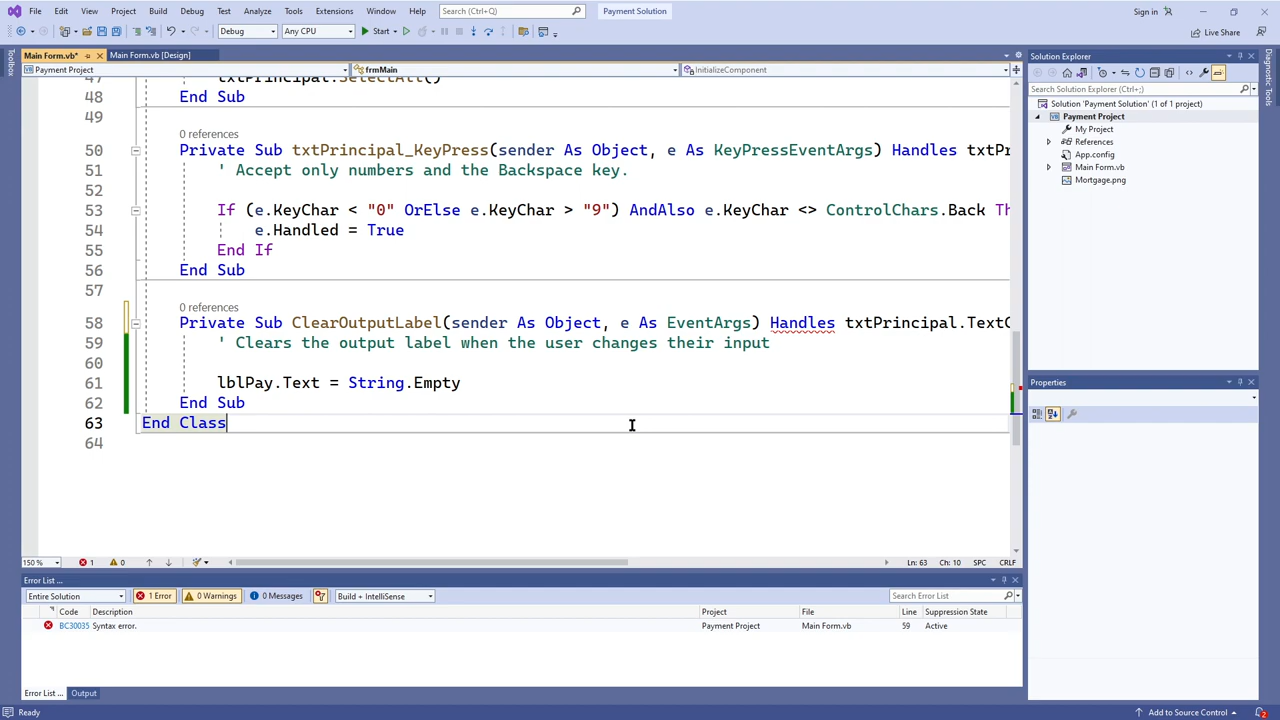 File Edit View Project Build Debug Test Analyze Tools Extensions Window Help Search (Ctrl+Q) Payment Solution Sign in
Debug Any CPU Start Live Share
Main Form.vb* Main Form.vb [Design]
Payment Project frmMain InitializeComponent
47 txtPrincipal.SelectAll()
48 End Sub
49
0 references
50 Private Sub txtPrincipal_KeyPress(sender As Object, e As KeyPressEventArgs) Handles txtPr
51 ' Accept only numbers and the Backspace key.
52
53 If (e.KeyChar < "0" OrElse e.KeyChar > "9") AndAlso e.KeyChar <> ControlChars.Back Th
54 e.Handled = True
55 End If
56 End Sub
57
0 references
58 Private Sub ClearOutputLabel(sender As Object, e As EventArgs) Handles txtPrincipal.TextC
59 ' Clears the output label when the user changes their input
60
61 lblPay.Text = String.Empty
62 End Sub
63 End Class
64
150 % 1 0 Ln: 63 Ch: 10 SPC CRLF
Error List ...
Entire Solution 1 Error 0 Warnings 0 Messages Build + IntelliSense Search Error List
Code Description Project File Line Suppression State
BC30035 Syntax error. Payment Project Main Form.vb 59 Active
Error List ... Output
Ready Add to Source Control 2
Toolbox
Solution Explorer
Search Solution Explorer (Ctrl+;)
Solution 'Payment Solution' (1 of 1 project)
Payment Project
My Project
References
App.config
Main Form.vb
Mortgage.png
Properties
Diagnostic Tools